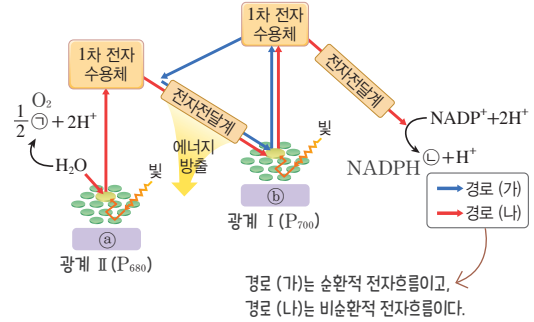 1차 전자
수용체
1차 전자
수용체
전자전달계
전자전달계
O₂
1/2 ㉠ + 2H⁺
H₂O
빛
에너지
방출
빛
NADP⁺+2H⁺
㉡+H⁺
NADPH
ⓐ
광계 Ⅱ(P₆₈₀)
ⓑ
광계 Ⅰ(P₇₀₀)
경로 (가)
경로 (나)
경로 (가)는 순환적 전자흐름이고,
경로 (나)는 비순환적 전자흐름이다.